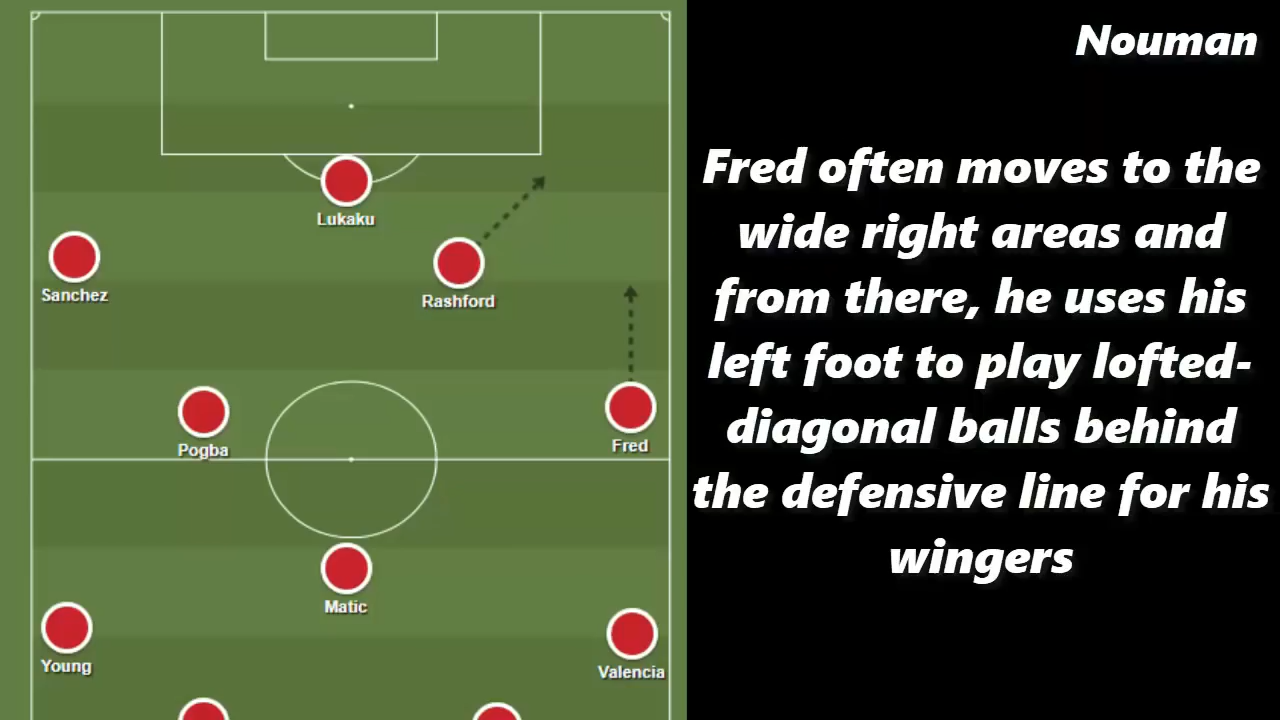 Nouman
Fred often moves to the
wide right areas and
from there, he uses his
left foot to play lofted-
diagonal balls behind
the defensive line for his
wingers
Lukaku
Sanchez
Rashford
Pogba
Fred
Matic
Young
Valencia